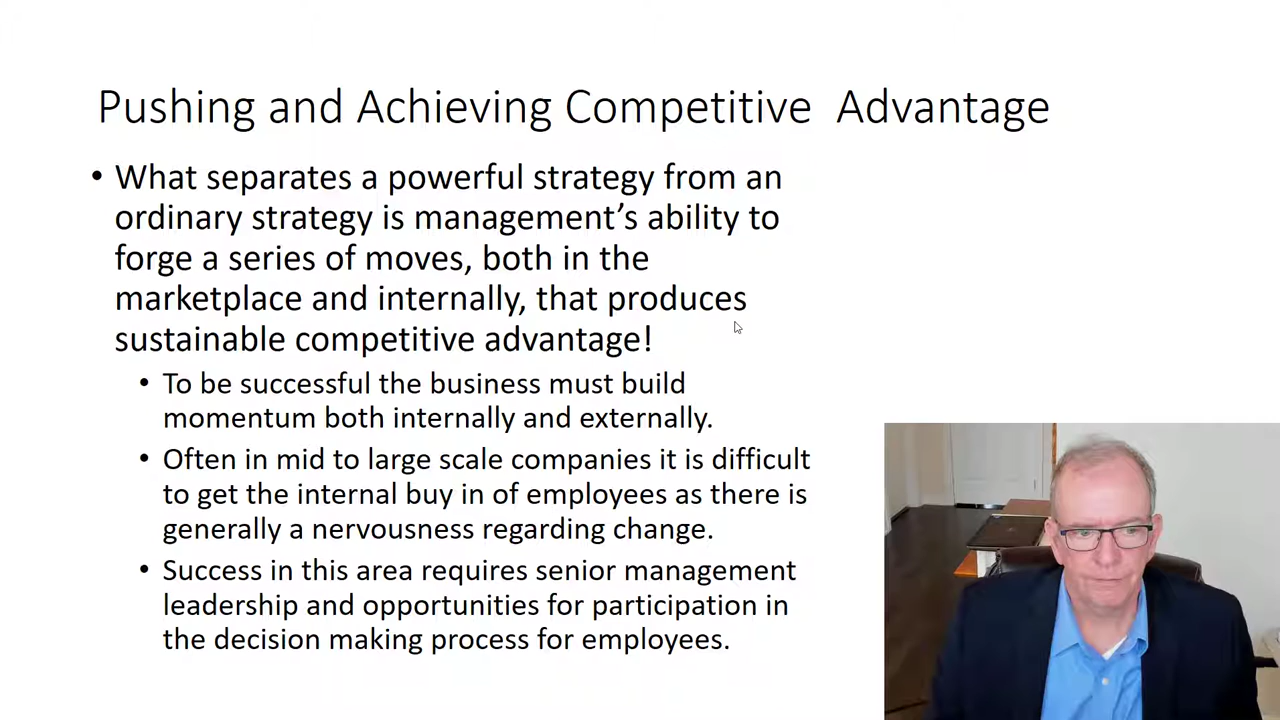 Pushing and Achieving Competitive  Advantage
• What separates a powerful strategy from an
ordinary strategy is management’s ability to
forge a series of moves, both in the
marketplace and internally, that produces
sustainable competitive advantage!
• To be successful the business must build
momentum both internally and externally.
• Often in mid to large scale companies it is difficult
to get the internal buy in of employees as there is
generally a nervousness regarding change.
• Success in this area requires senior management
leadership and opportunities for participation in
the decision making process for employees.